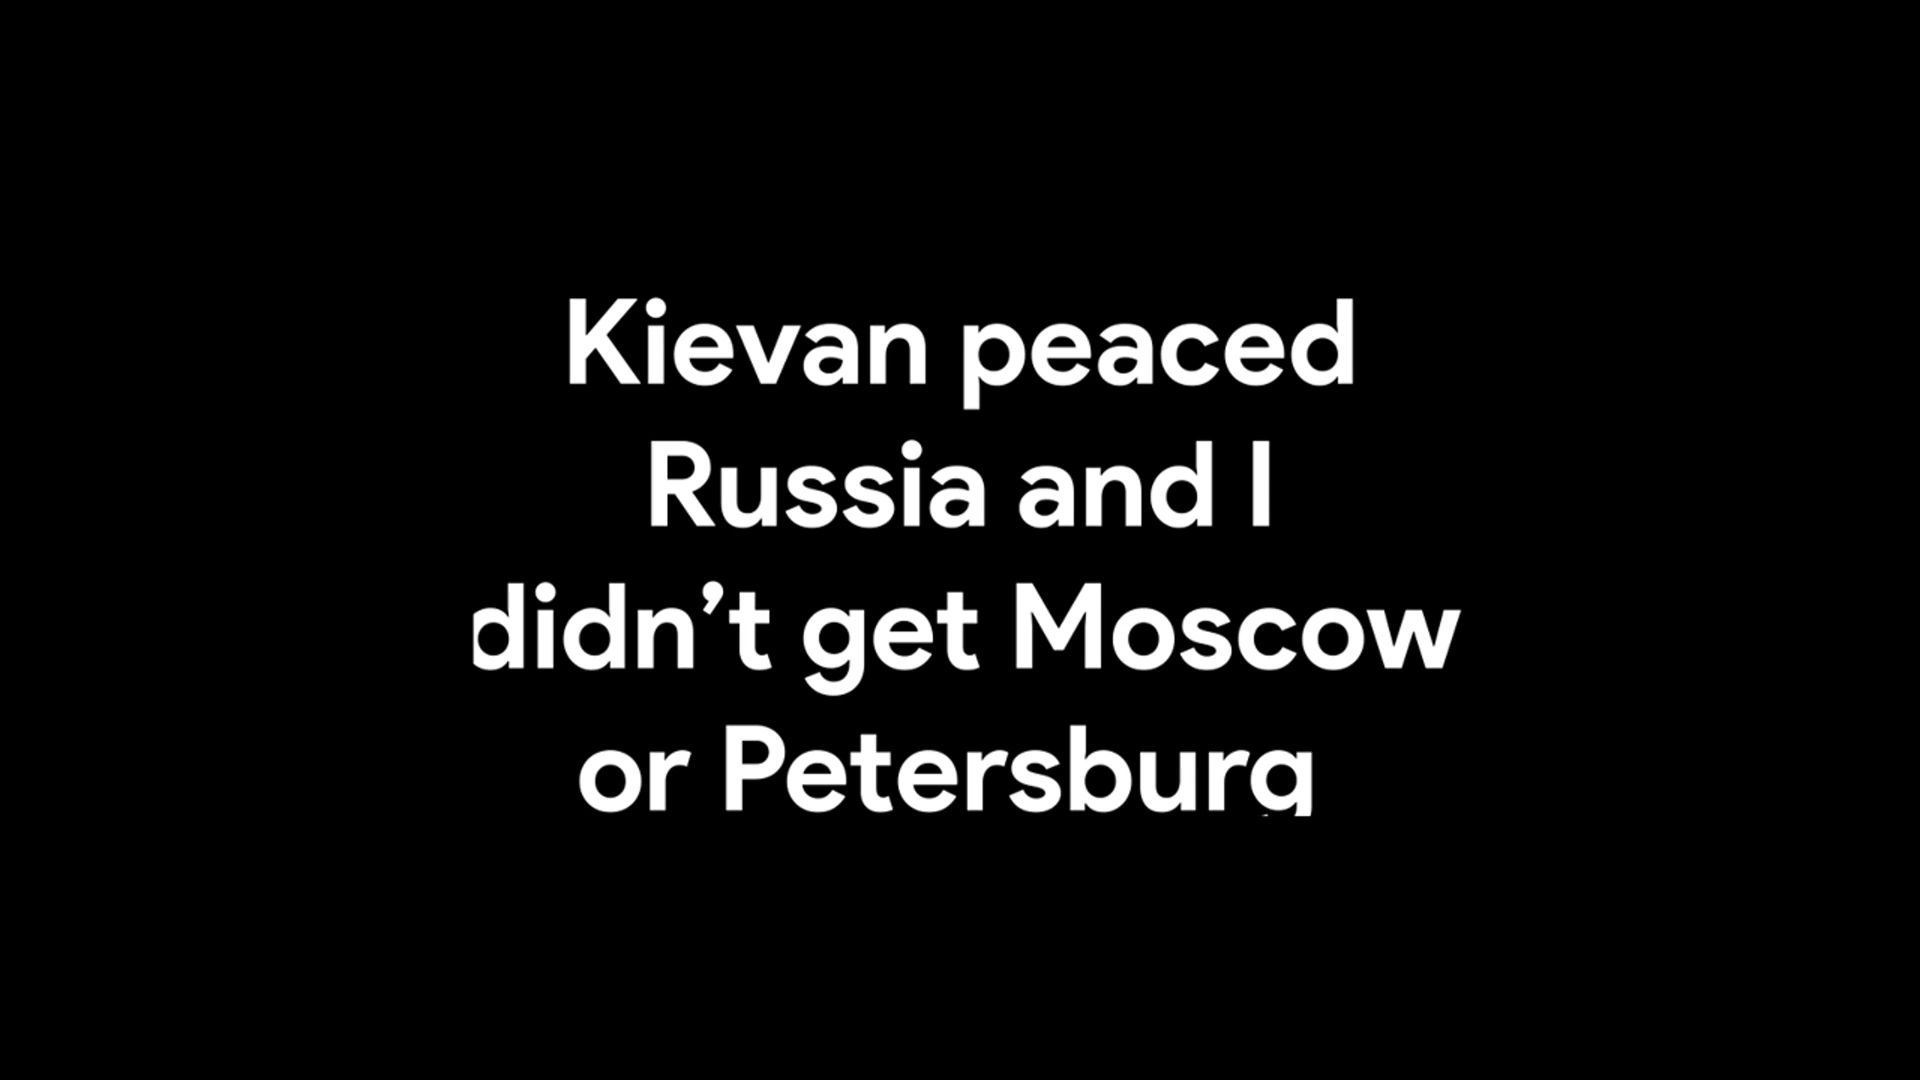 Kievan peaced
Russia and I
didn’t get Moscow
or Petersburg